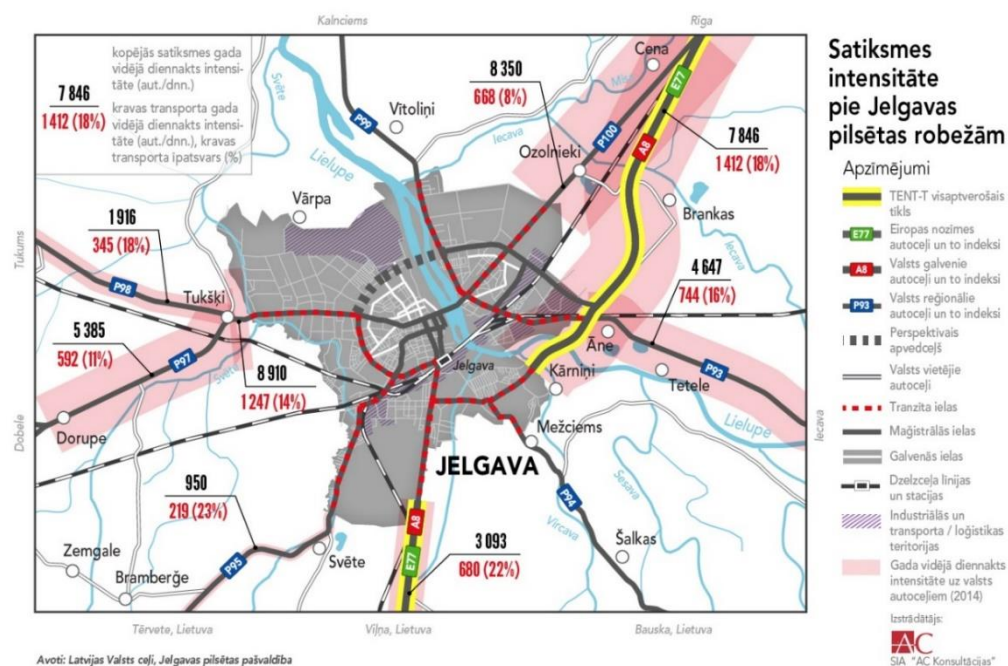 Kalnciems
Rīga
kopējās satiksmes gada
vidējā diennakts intensi-
tāte (aut./dnn.)
7 846
1 412 (18%)
kravas transporta gada
vidējā diennakts intensi-
tāte (aut./dnn.), kravas
transporta īpatsvars (%)
Svēte
P99
Vītoliņi
Lielupe
Iecava
Misa
Cena
E77
8 350
668 (8%)
P100
A8
Ozolnieki
7 846
1 412 (18%)
Brankas
Iecava
Vārpa
1 916
345 (18%)
Tukums
P98
Tukšķi
4 647
744 (16%)
5 385
592 (11%)
P97
Svēte
8 910
1 247 (14%)
Jelgava
Āne
Kārniņi
Tetele
P93
Lielupe
Iecava
Dobele
Dorupe
Mežciems
JELGAVA
950
219 (23%)
Sesava
P94
Vircava
A8
E77
3 093
680 (22%)
Šalkas
Zemgale
Bramberģe
P95
Svēte
Tērvete, Lietuva
Viļņa, Lietuva
Bauska, Lietuva
Avoti: Latvijas Valsts ceļi, Jelgavas pilsētas pašvaldība
Satiksmes
intensitāte
pie Jelgavas
pilsētas robežām
Apzīmējumi
TENT-T visaptverošais
tīkls
E77
Eiropas nozīmes
autoceļi un to indeksi
A8
Valsts galvenie
autoceļi un to indeksi
P93
Valsts reģionālie
autoceļi un to indeksi
Perspektīvais
apvedceļš
Valsts vietējie
autoceļi
Tranzīta ielas
Maģistrālās ielas
Galvenās ielas
Dzelzceļa līnijas
un stacijas
Industriālās un
transporta / loģistikas
teritorijas
Gada vidējā diennakts
intensitāte uz valsts
autoceļiem (2014)
Izstrādātājs:
AC
SIA "AC Konsultācijas"